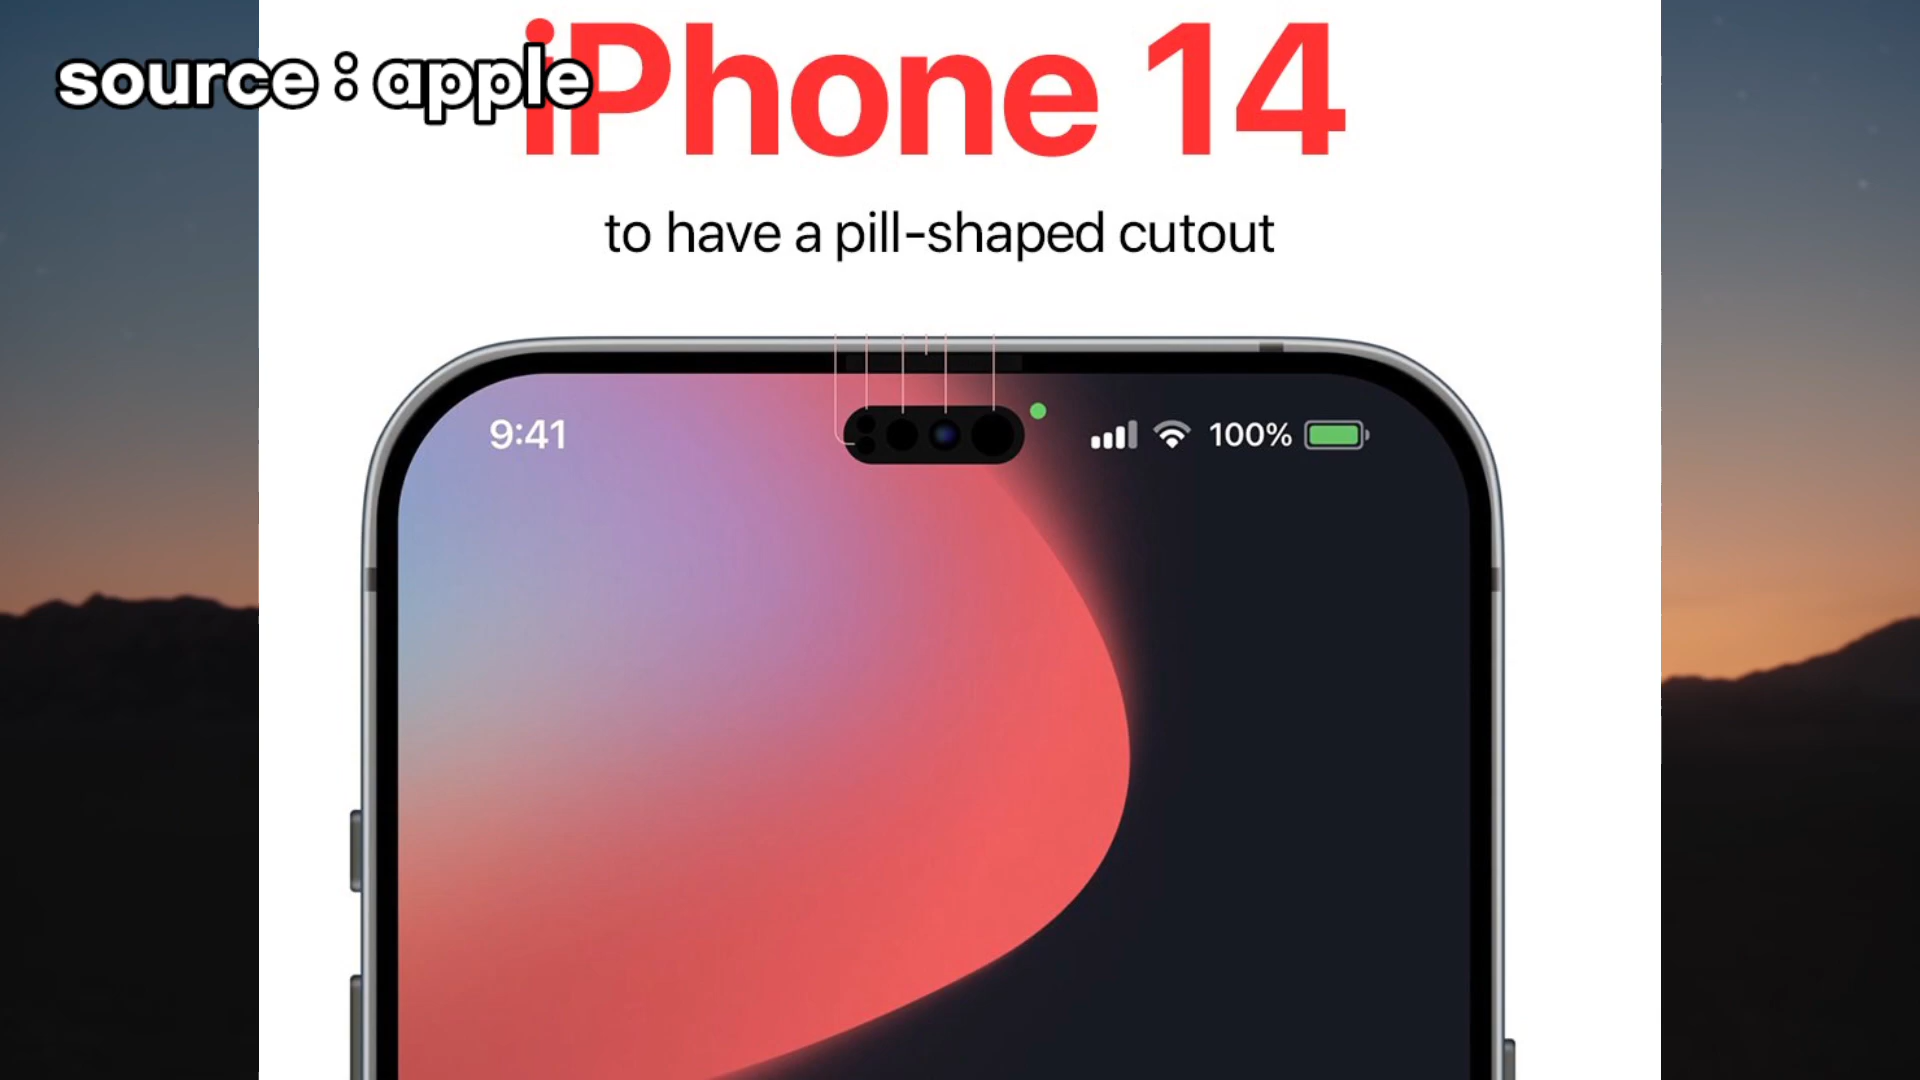 source : apple
iPhone 14
to have a pill-shaped cutout
9:41
100%